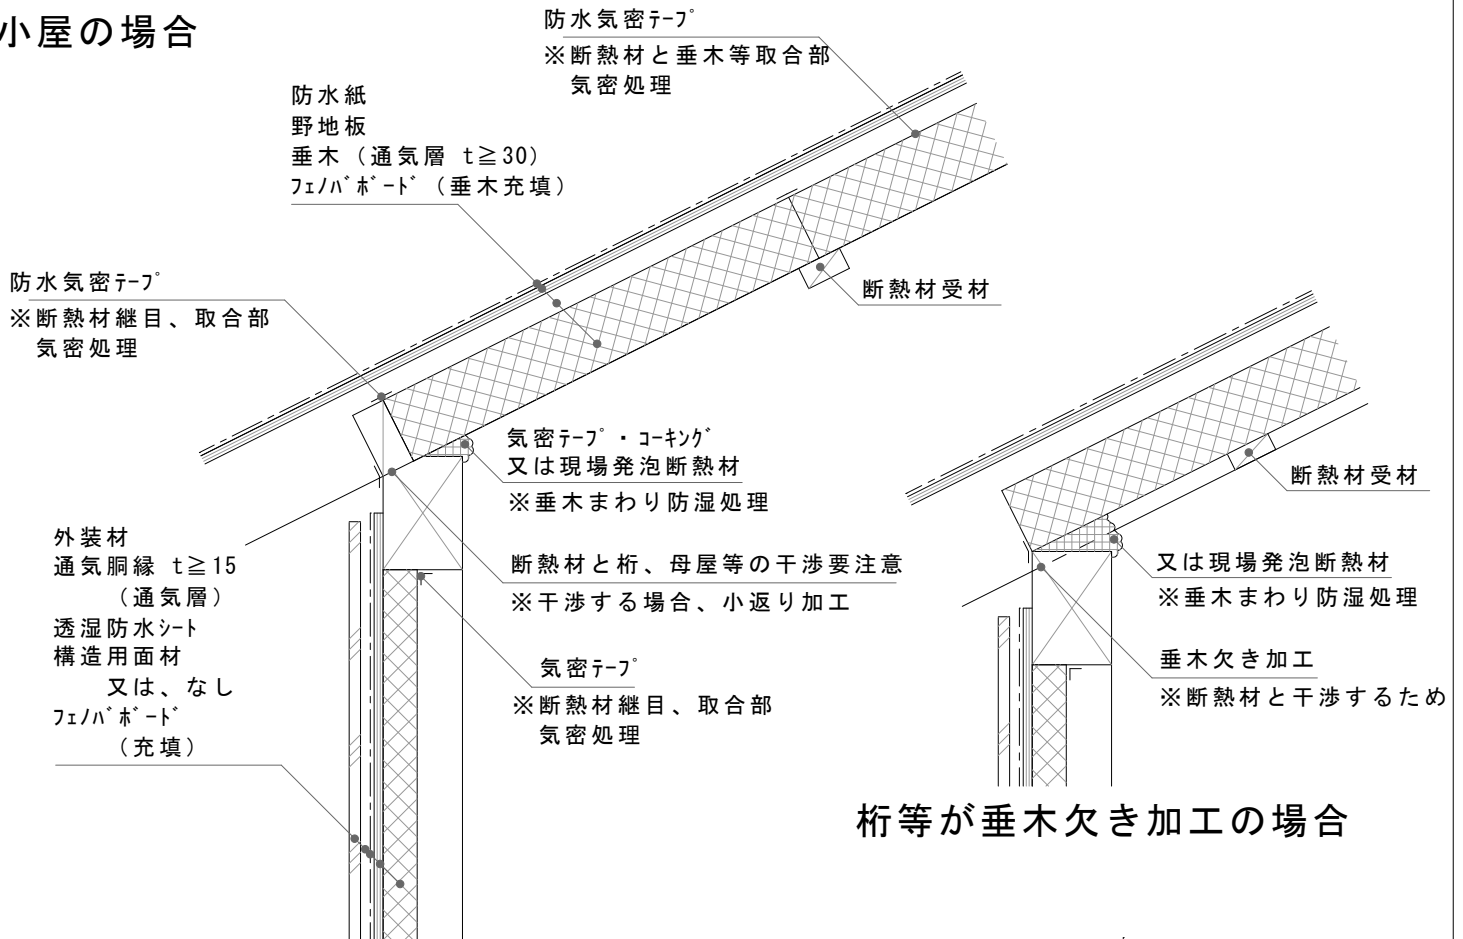 小屋の場合
防水気密ﾃｰﾌﾟ
※断熱材と垂木等取合部
気密処理
防水紙
野地板
垂木（通気層 t≧30）
ﾌｪﾉﾊﾞﾎﾞｰﾄﾞ（垂木充填）
防水気密ﾃｰﾌﾟ
※断熱材継目、取合部
気密処理
断熱材受材
気密ﾃｰﾌﾟ・ｺｰｷﾝｸﾞ
又は現場発泡断熱材
※垂木まわり防湿処理
断熱材と桁、母屋等の干渉要注意
※干渉する場合、小返り加工
気密ﾃｰﾌﾟ
※断熱材継目、取合部
気密処理
外装材
通気胴縁 t≧15
（通気層）
透湿防水ｼｰﾄ
構造用面材
又は、なし
ﾌｪﾉﾊﾞﾎﾞｰﾄﾞ
（充填）
断熱材受材
又は現場発泡断熱材
※垂木まわり防湿処理
垂木欠き加工
※断熱材と干渉するため
桁等が垂木欠き加工の場合